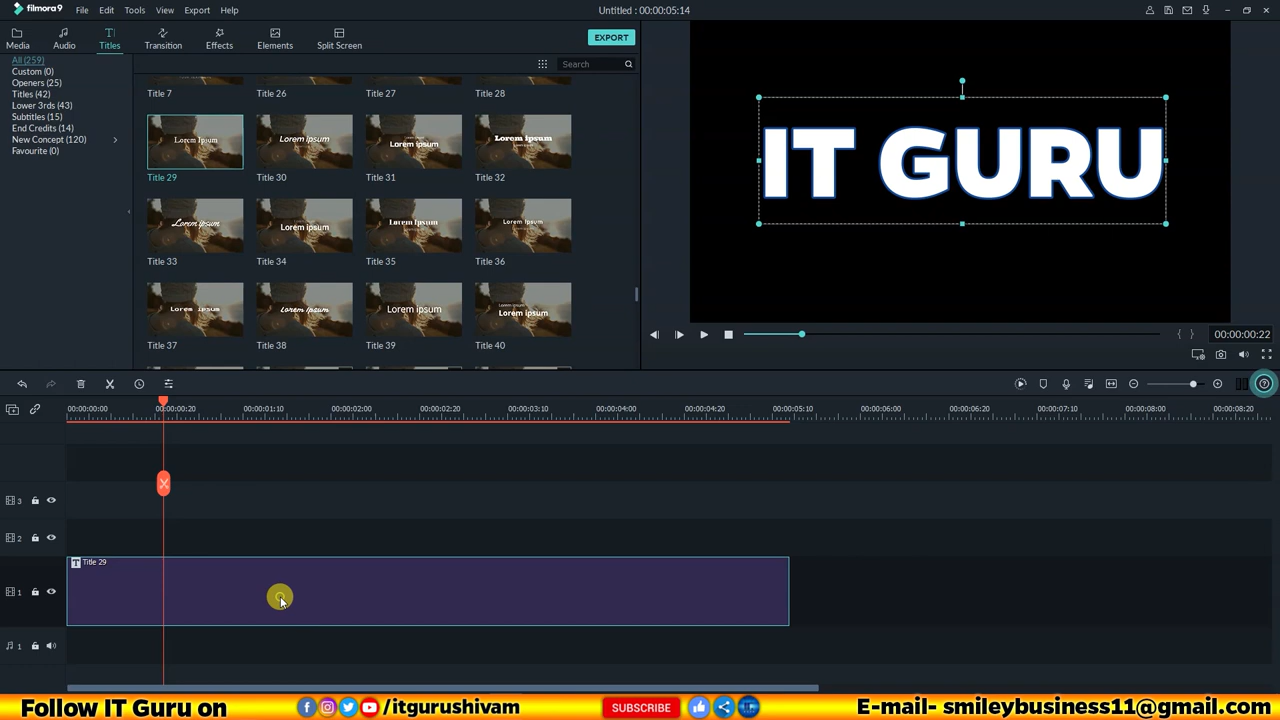 filmora9 File Edit Tools View Export Help Untitled : 00:00:05:14
Media Audio Titles Transition Effects Elements Split Screen EXPORT
All (259)
Custom (0)
Openers (25)
Titles (42)
Lower 3rds (43)
Subtitles (15)
End Credits (14)
New Concept (120)
Favourite (0)
Search
Title 7 Title 26 Title 27 Title 28
Lorem Ipsum Lorem ipsum Lorem ipsum Lorem ipsum
Title 29 Title 30 Title 31 Title 32
Lorem ipsum Lorem ipsum Lorem ipsum Lorem ipsum
Title 33 Title 34 Title 35 Title 36
Lorem ipsum Lorem ipsum Lorem ipsum Lorem ipsum
Title 37 Title 38 Title 39 Title 40
IT GURU
00:00:00:22
00:00:00:00 00:00:00:20 00:00:01:10 00:00:02:00 00:00:02:20 00:00:03:10 00:00:04:00 00:00:04:20 00:00:05:10 00:00:06:00 00:00:06:20 00:00:07:10 00:00:08:00 00:00:08:20
3
2
T Title 29
1
1
Follow IT Guru on /itgurushivam SUBSCRIBE E-mail- smileybusiness11@gmail.com